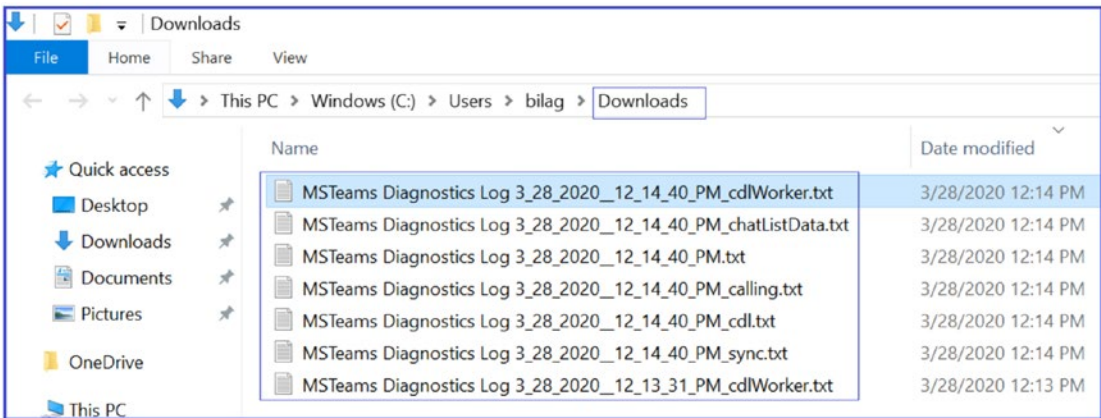 Downloads
File Home Share View
This PC > Windows (C:) > Users > bilag > Downloads
Name Date modified
Quick access
Desktop
Downloads
Documents
Pictures
OneDrive
This PC
MSTeams Diagnostics Log 3_28_2020__12_14_40_PM_cdlWorker.txt 3/28/2020 12:14 PM
MSTeams Diagnostics Log 3_28_2020__12_14_40_PM_chatListData.txt 3/28/2020 12:14 PM
MSTeams Diagnostics Log 3_28_2020__12_14_40_PM.txt 3/28/2020 12:14 PM
MSTeams Diagnostics Log 3_28_2020__12_14_40_PM_calling.txt 3/28/2020 12:14 PM
MSTeams Diagnostics Log 3_28_2020__12_14_40_PM_cdl.txt 3/28/2020 12:14 PM
MSTeams Diagnostics Log 3_28_2020__12_14_40_PM_sync.txt 3/28/2020 12:14 PM
MSTeams Diagnostics Log 3_28_2020__12_13_31_PM_cdlWorker.txt 3/28/2020 12:13 PM